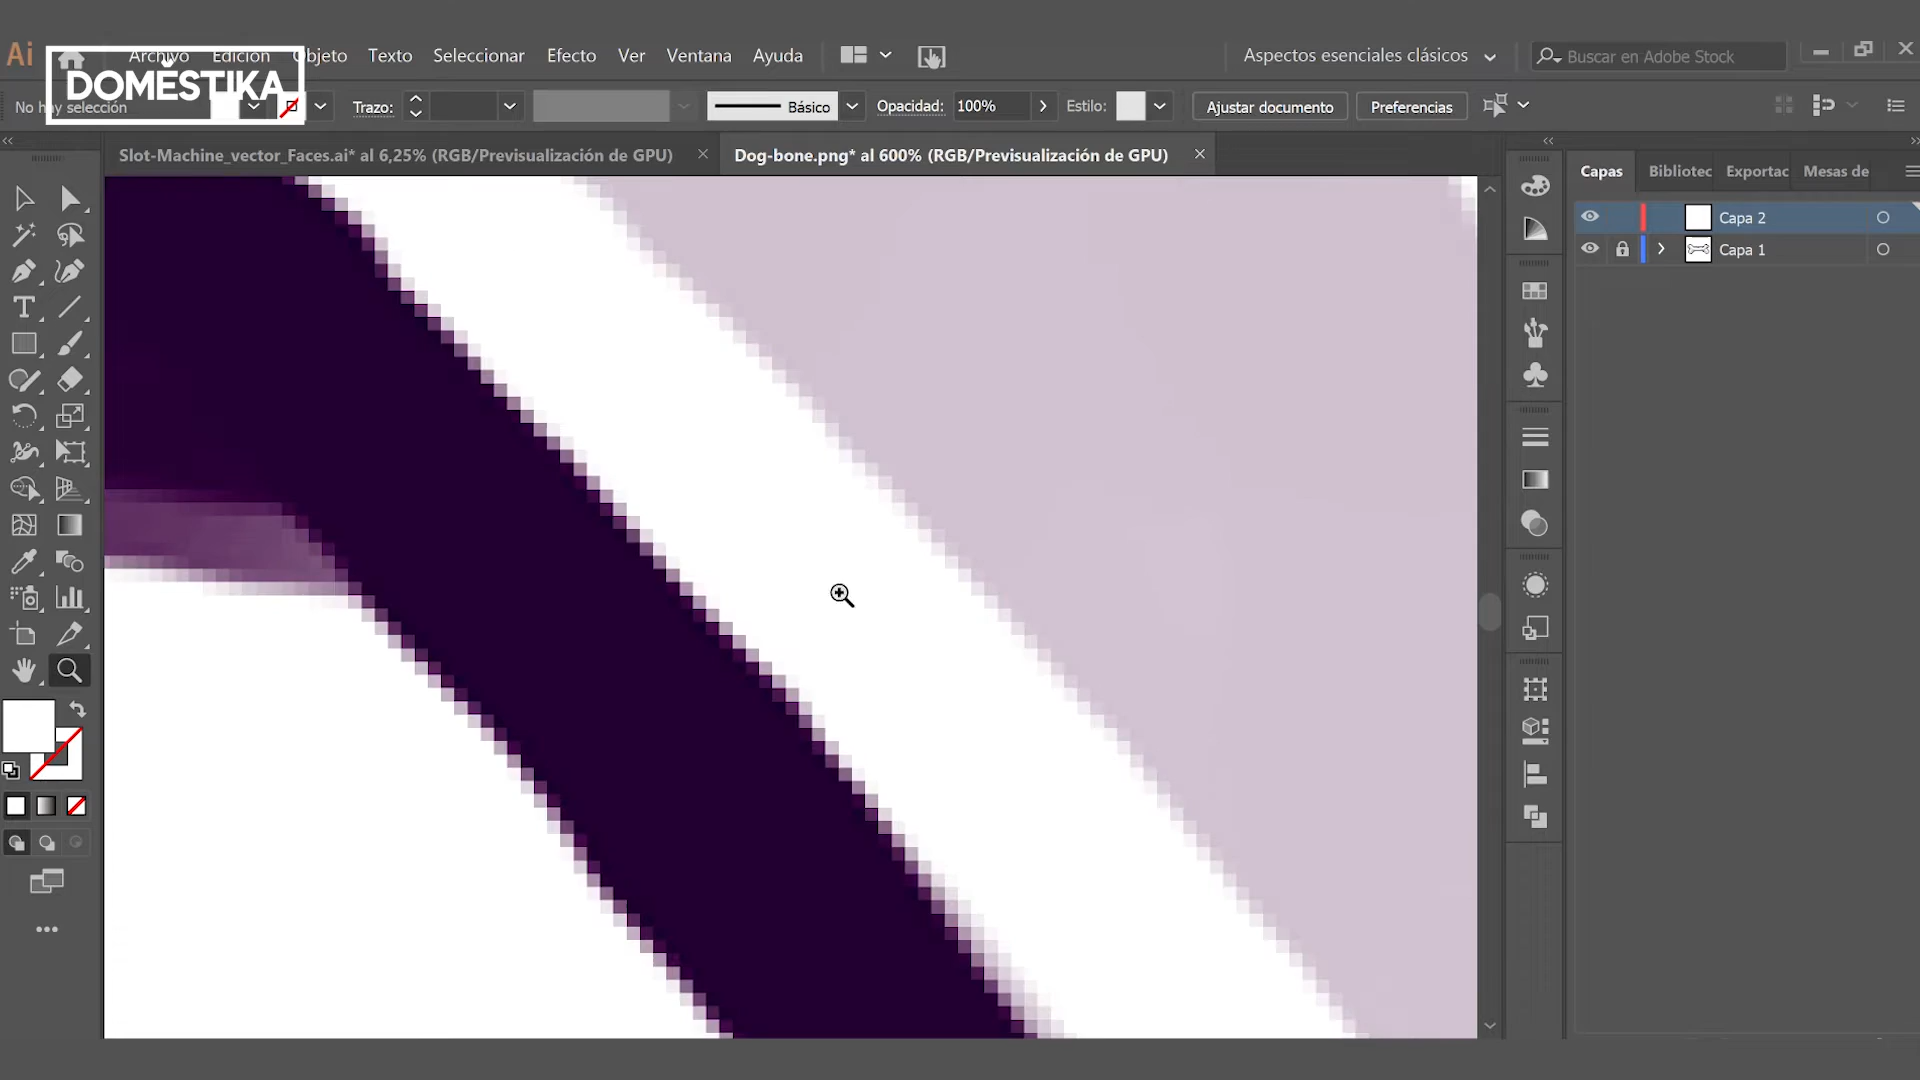 Ai Archivo Edición Objeto Texto Seleccionar Efecto Ver Ventana Ayuda Aspectos esenciales clásicos Buscar en Adobe Stock
DOMESTIKA
No hay selección Trazo: Básico Opacidad: 100% Estilo: Ajustar documento Preferencias
Slot-Machine_vector_Faces.ai* al 6,25% (RGB/Previsualización de GPU) Dog-bone.png* al 600% (RGB/Previsualización de GPU)
Capas Bibliotec Exportac Mesas de
Capa 2
Capa 1